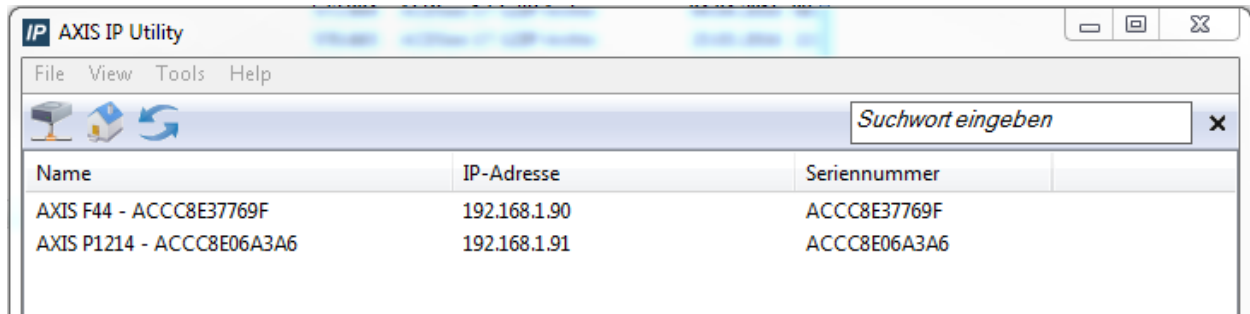 IP AXIS IP Utility
File View Tools Help
Suchwort eingeben
Name IP-Adresse Seriennummer
AXIS F44 - ACCC8E37769F 192.168.1.90 ACCC8E37769F
AXIS P1214 - ACCC8E06A3A6 192.168.1.91 ACCC8E06A3A6